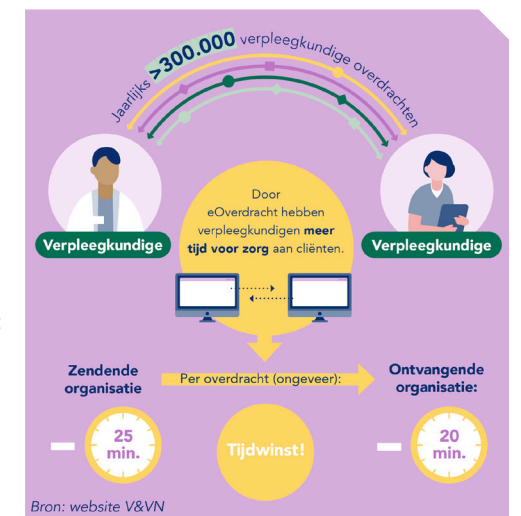 Jaarlijks >300.000 verpleegkundige overdrachten
Verpleegkundige
Verpleegkundige
Door
eOverdracht hebben
verpleegkundigen meer
tijd voor zorg aan cliënten.
Zendende
organisatie
Per overdracht (ongeveer):
Ontvangende
organisatie:
25
min.
Tijdwinst!
20
min.
Bron: website V&VN